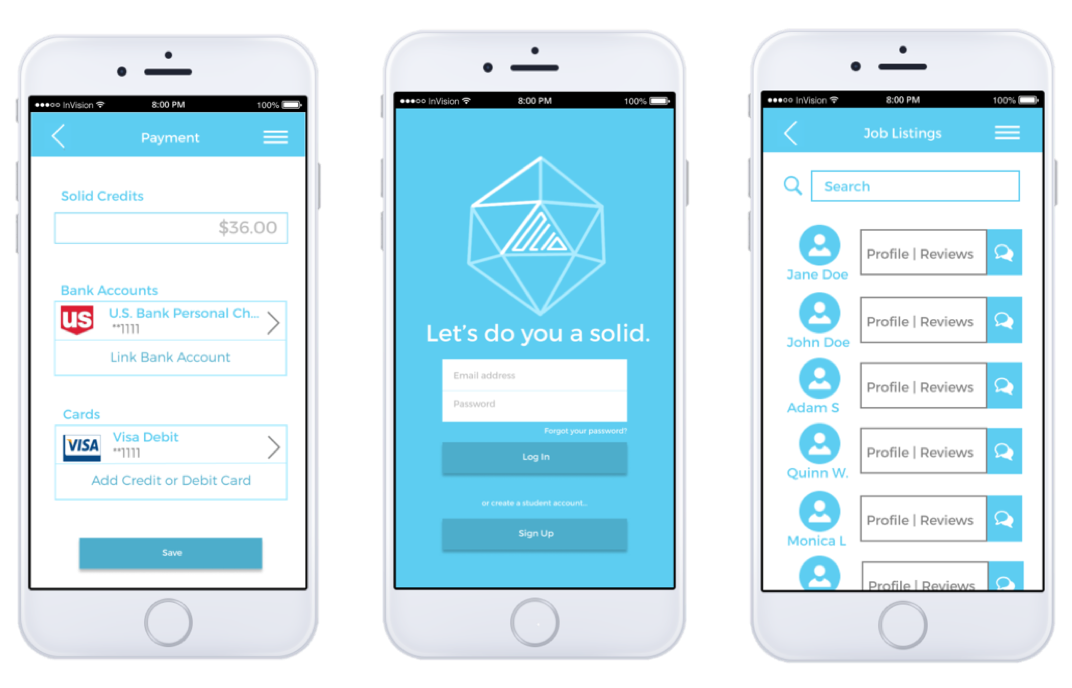 InVision 8:00 PM 100%
Payment
Solid Credits
$36.00
Bank Accounts
us U.S. Bank Personal Ch...
**1111
Link Bank Account
Cards
VISA Visa Debit
**1111
Add Credit or Debit Card
Save
InVision 8:00 PM 100%
Let's do you a solid.
Email address
Password
Forgot your password?
Log In
or create a student account..
Sign Up
InVision 8:00 PM 100%
Job Listings
Search
Profile | Reviews
Jane Doe
Profile | Reviews
John Doe
Profile | Reviews
Adam S
Profile | Reviews
Quinn W.
Profile | Reviews
Monica L
Profile | Reviews